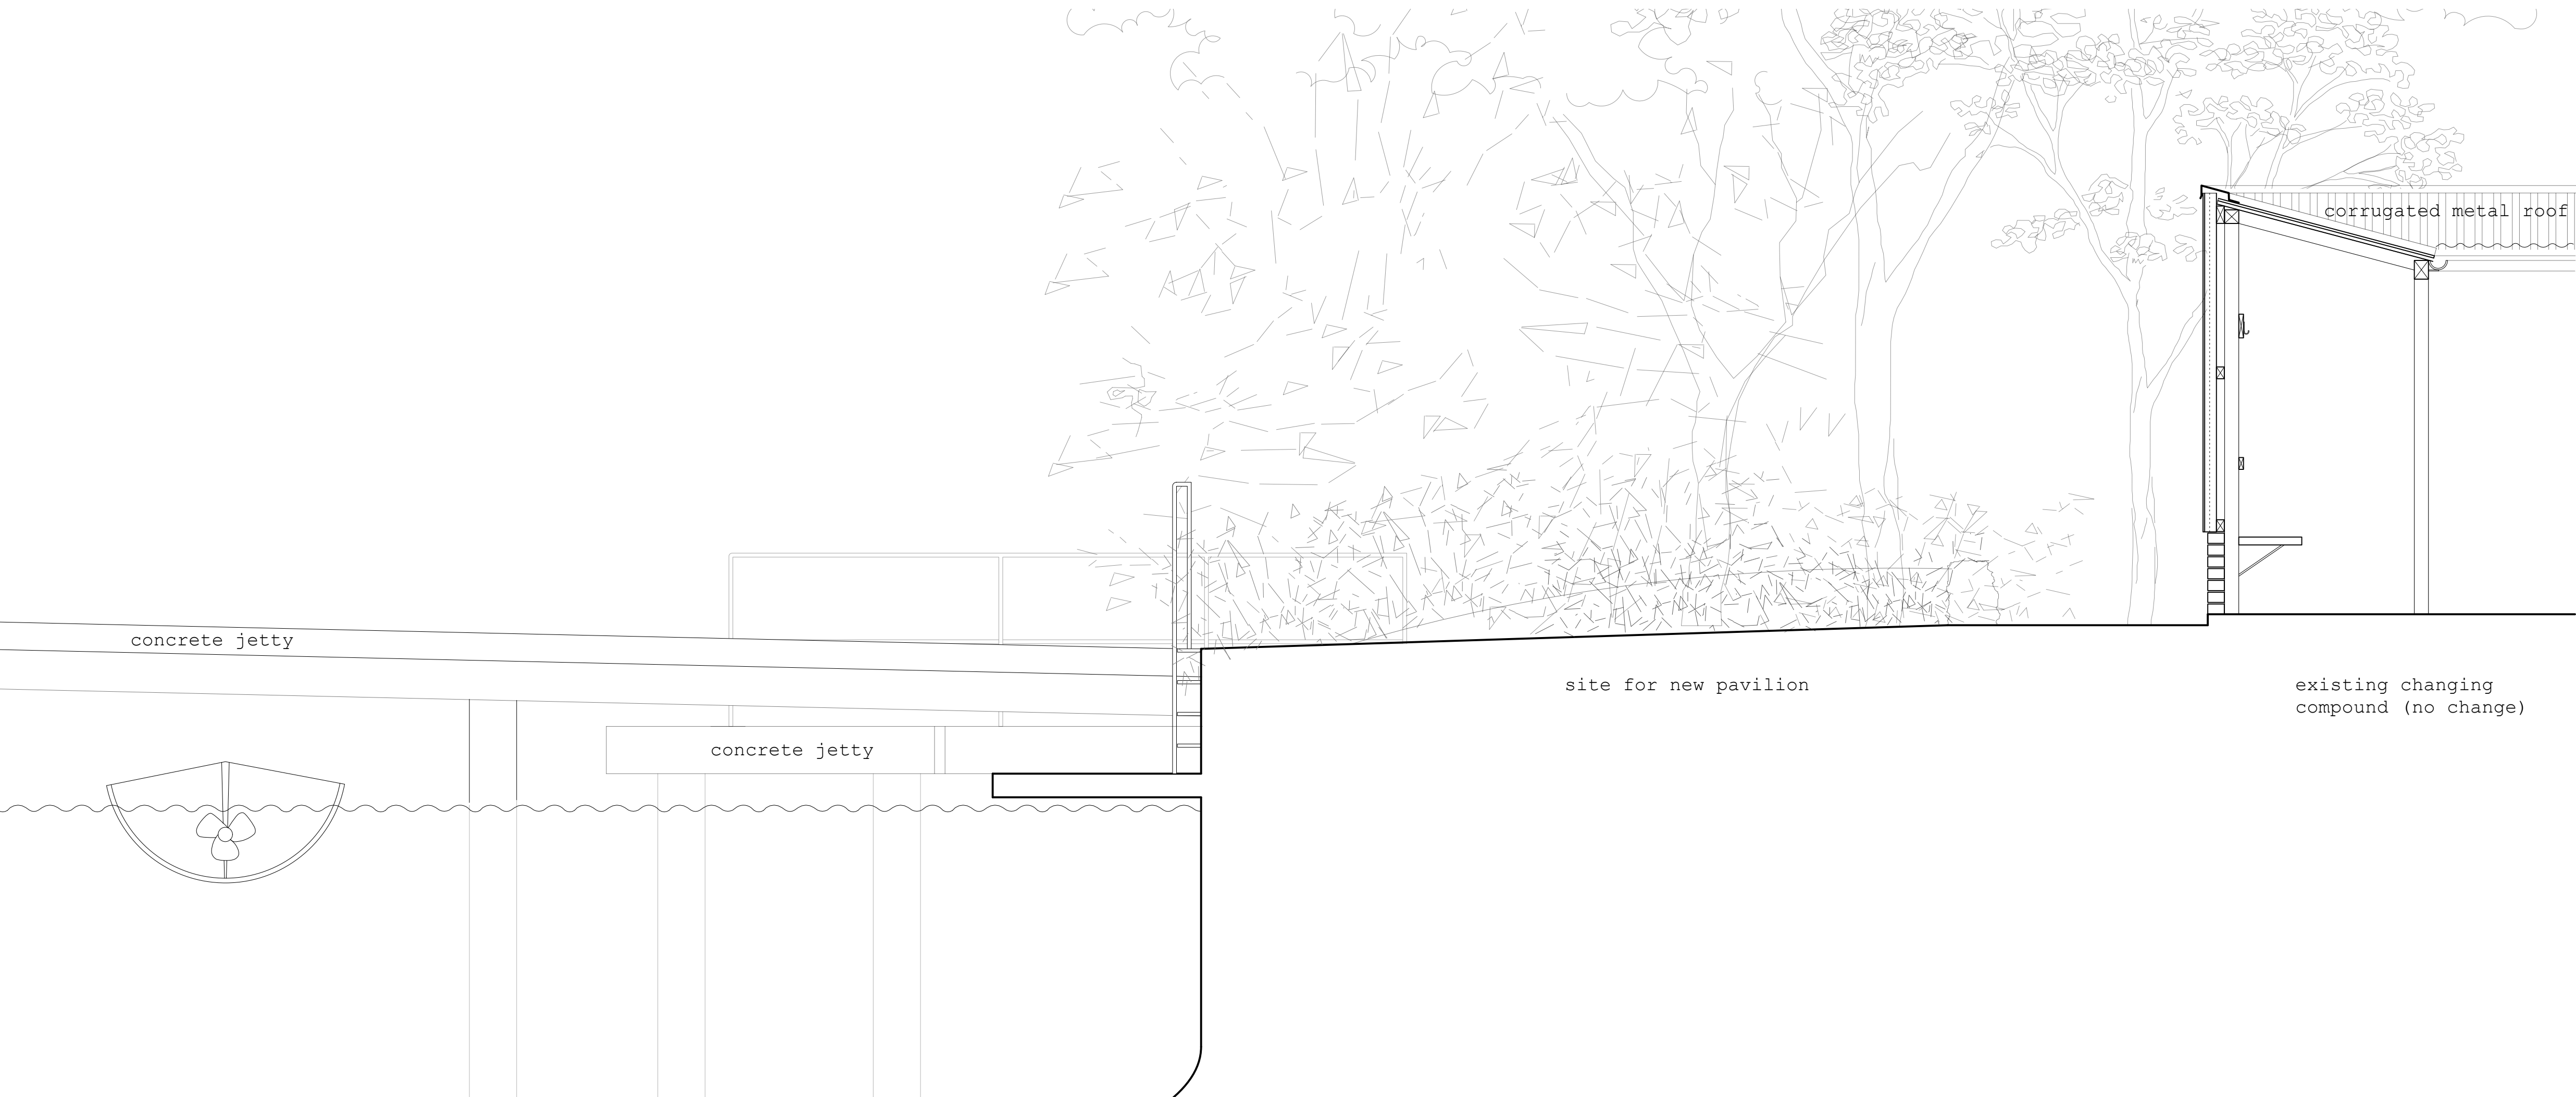 corrugated metal roof
concrete jetty
site for new pavilion
existing changing
compound (no change)
concrete jetty